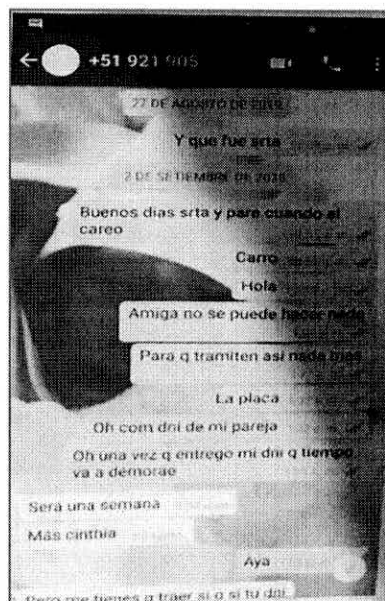 +51 921 905
27 DE AGOSTO DE 2019
Y que fue srta
2 DE SETIEMBRE DE 2019
Buenos dias srta y pare cuando el
careo
Carro
Hola
Amiga no se puede hacer nada
Para q tramiten asi nada mas
La placa
Oh com dni de mi pareja
Oh una vez q entrego mi dni q tiempo
va a demorae
Sera una semana
Más cinthia
Aya
Pero me tienes q traer si o si tu dni